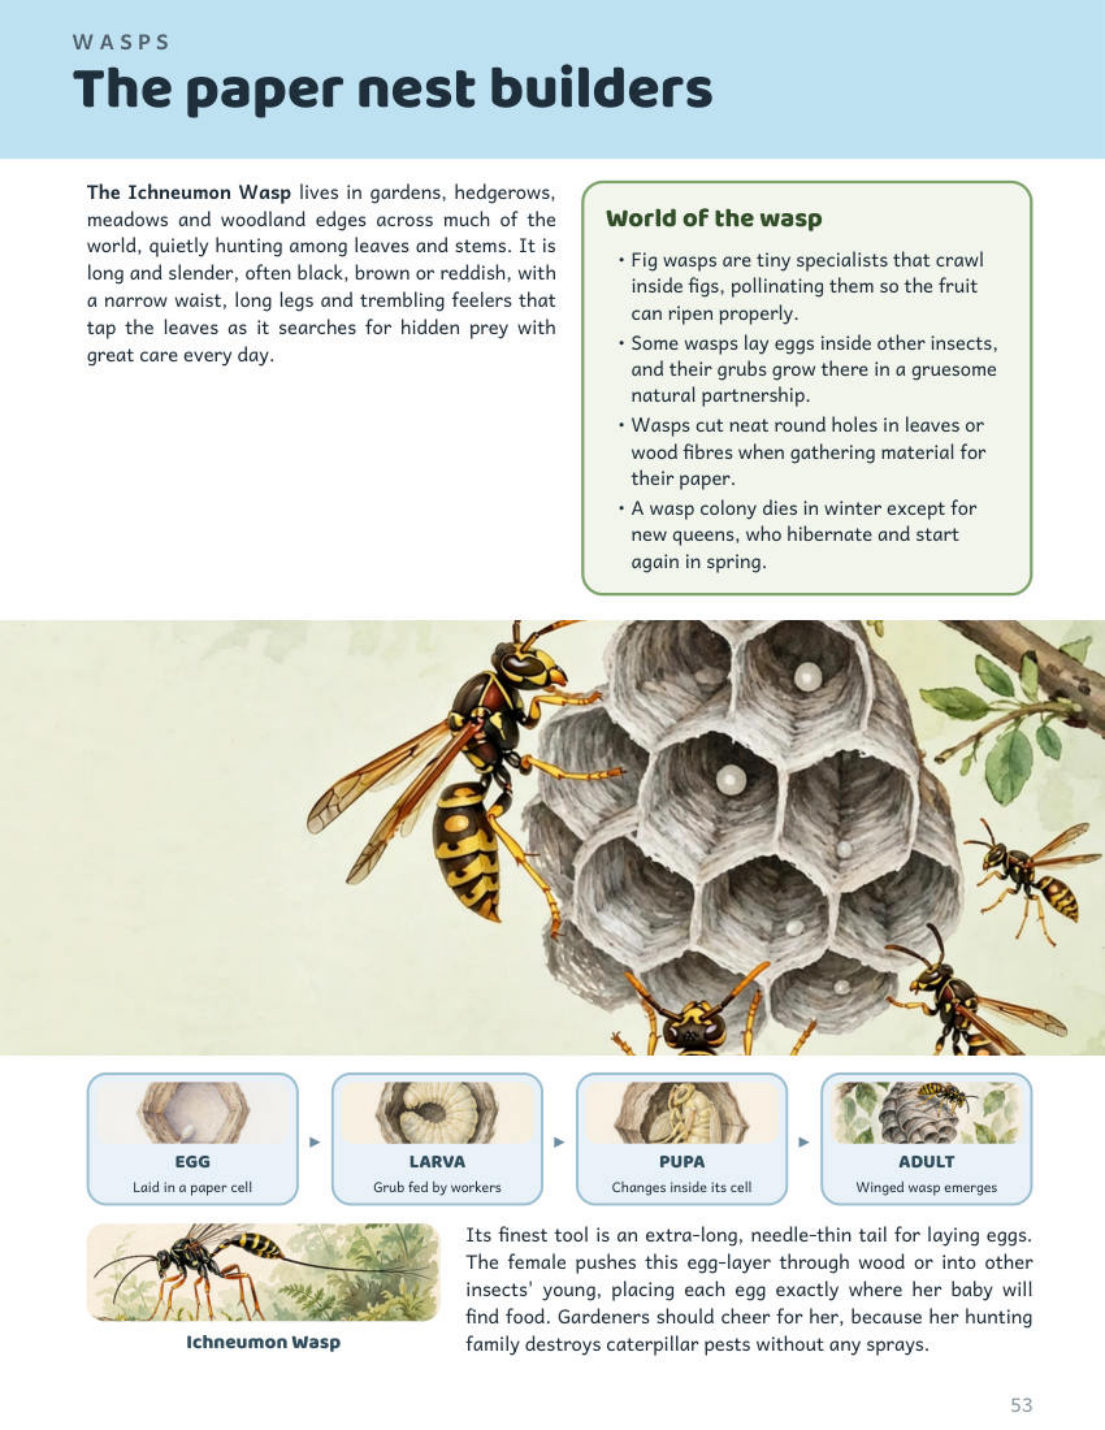 WASPS
The paper nest builders
The Ichneumon Wasp lives in gardens, hedgerows,
meadows and woodland edges across much of the
world, quietly hunting among leaves and stems. It is
long and slender, often black, brown or reddish, with
a narrow waist, long legs and trembling feelers that
tap the leaves as it searches for hidden prey with
great care every day.
World of the wasp
• Fig wasps are tiny specialists that crawl
inside figs, pollinating them so the fruit
can ripen properly.
• Some wasps lay eggs inside other insects,
and their grubs grow there in a gruesome
natural partnership.
• Wasps cut neat round holes in leaves or
wood fibres when gathering material for
their paper.
• A wasp colony dies in winter except for
new queens, who hibernate and start
again in spring.
EGG
Laid in a paper cell
LARVA
Grub fed by workers
PUPA
Changes inside its cell
ADULT
Winged wasp emerges
Ichneumon Wasp
Its finest tool is an extra-long, needle-thin tail for laying eggs.
The female pushes this egg-layer through wood or into other
insects' young, placing each egg exactly where her baby will
find food. Gardeners should cheer for her, because her hunting
family destroys caterpillar pests without any sprays.
53